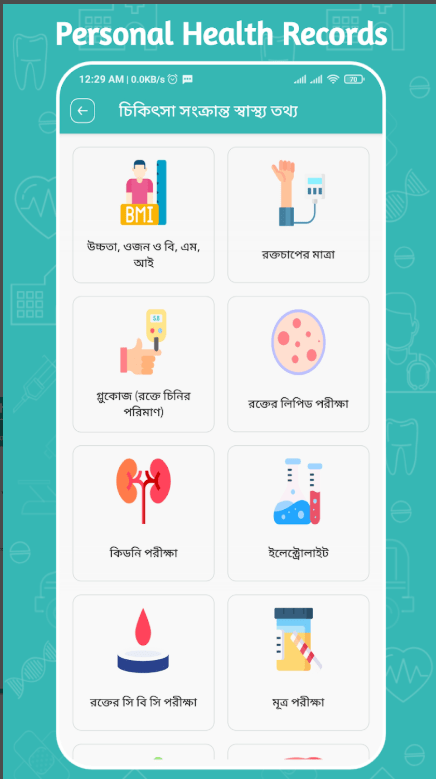 Personal Health Records
12:29 AM | 0.0KB/s
70
চিকিৎসা সংক্রান্ত স্বাস্থ্য তথ্য
BMI
উচ্চতা, ওজন ও বি, এম,
আই
রক্তচাপের মাত্রা
গ্লুকোজ (রক্তে চিনির
পরিমাণ)
রক্তের লিপিড পরীক্ষা
কিডনি পরীক্ষা
ইলেক্ট্রোলাইট
রক্তের সি বি সি পরীক্ষা
মূত্র পরীক্ষা